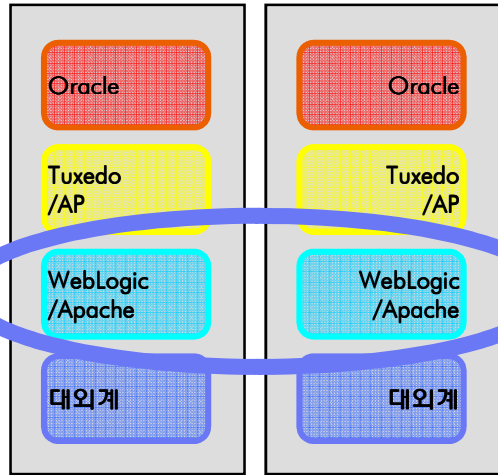 Oracle
Tuxedo
/AP
WebLogic
/Apache
대외계
Oracle
Tuxedo
/AP
WebLogic
/Apache
대외계